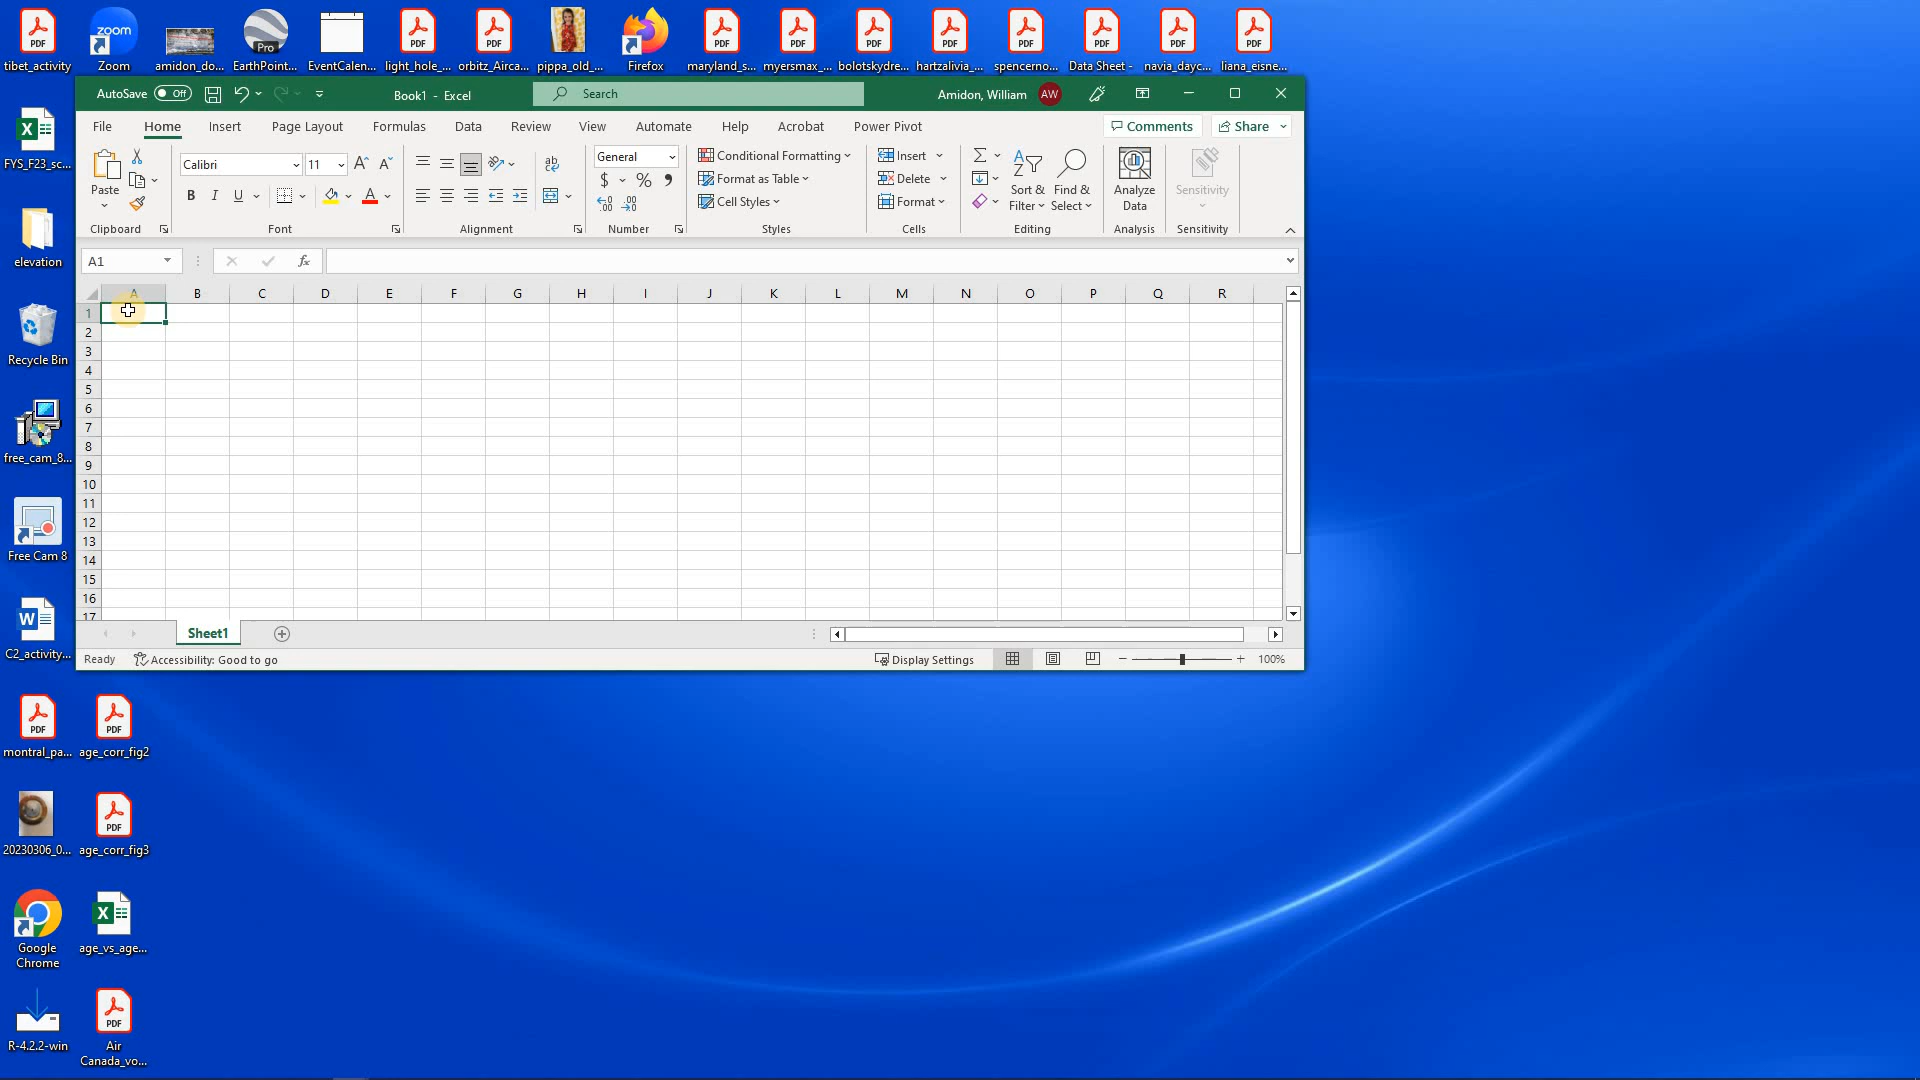 tibet_activity
Zoom
amidon_do...
EarthPoint...
EventCalen...
light_hole_...
orbitz_Airca...
pippa_old_...
Firefox
maryland_s...
myersmax_...
bolotskydre...
hartzalivia_...
spencerno...
Data Sheet -
navia_dayc...
liana_eisne...
AutoSave Off
Book1 - Excel
Search
Amidon, William AW
File Home Insert Page Layout Formulas Data Review View Automate Help Acrobat Power Pivot
Comments Share
Paste
Calibri 11
General
Conditional Formatting
Format as Table
Cell Styles
Insert
Delete
Format
Sort &
Filter
Find &
Select
Analyze
Data
Sensitivity
Clipboard Font Alignment Number Styles Cells Editing Analysis Sensitivity
A1 fx
A B C D E F G H I J K L M N O P Q R
1
2
3
4
5
6
7
8
9
10
11
12
13
14
15
16
17
Sheet1
Ready Accessibility: Good to go Display Settings 100%
FYS_F23_sc...
elevation
Recycle Bin
free_cam_8...
Free Cam 8
C2_activity...
montral_pa...
age_corr_fig2
20230306_0...
age_corr_fig3
Google
Chrome
age_vs_age...
R-4.2.2-win
Air
Canada_vo...